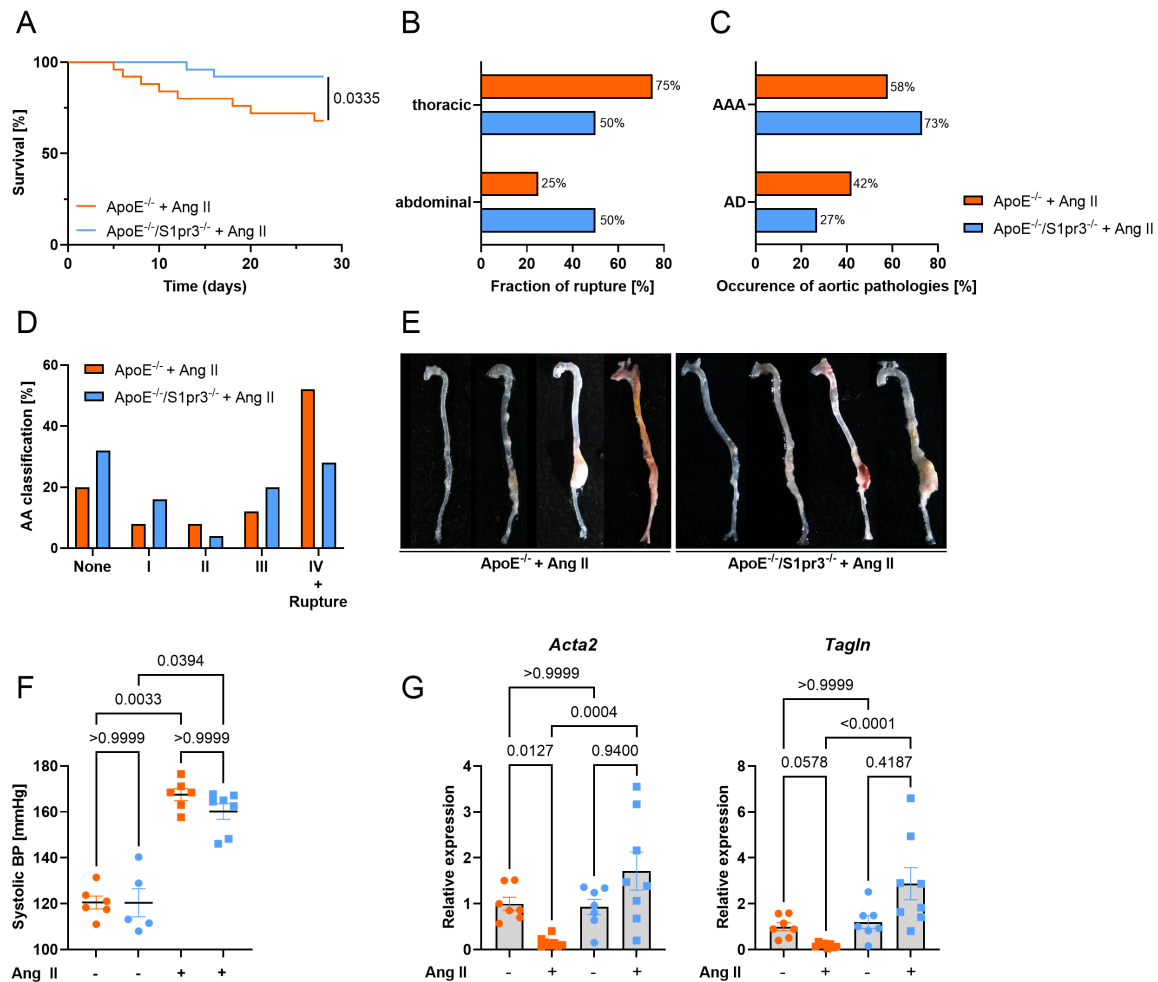 A
B
C
100
50
0
Survival [%]
0.0335
ApoE-/- + Ang II
ApoE-/-/S1pr3-/- + Ang II
0
10
20
30
Time (days)
thoracic
75%
50%
abdominal
25%
50%
0
20
40
60
80
Fraction of rupture [%]
AAA
58%
73%
AD
42%
27%
0
20
40
60
80
Occurence of aortic pathologies [%]
ApoE-/- + Ang II
ApoE-/-/S1pr3-/- + Ang II
D
E
60
40
20
0
AA classification [%]
ApoE-/- + Ang II
ApoE-/-/S1pr3-/- + Ang II
None
I
II
III
IV
+
Rupture
ApoE-/- + Ang II
ApoE-/-/S1pr3-/- + Ang II
F
0.0394
0.0033
>0.9999
>0.9999
180
160
140
120
100
Systolic BP [mmHg]
Ang II
-
-
+
+
G
Acta2
>0.9999
0.0004
0.0127
0.9400
4
3
2
1
0
Relative expression
Ang II
-
+
-
+
Tagln
>0.9999
<0.0001
0.0578
0.4187
8
6
4
2
0
Relative expression
Ang II
-
+
-
+